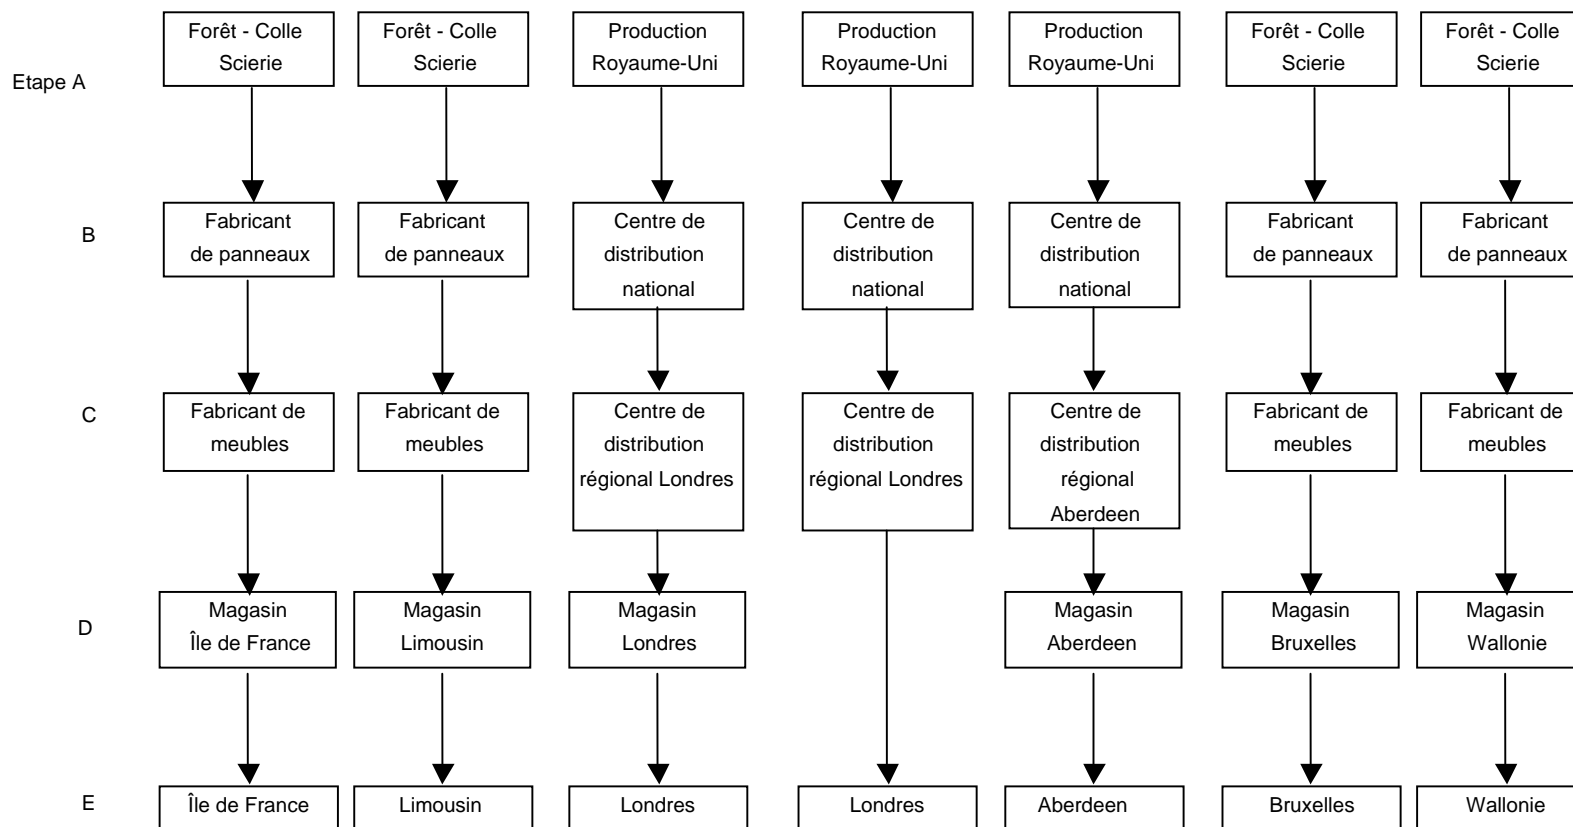 Etape A
Forêt - Colle
Scierie
Forêt - Colle
Scierie
Production
Royaume-Uni
Production
Royaume-Uni
Production
Royaume-Uni
Forêt - Colle
Scierie
Forêt - Colle
Scierie
B
Fabricant
de panneaux
Fabricant
de panneaux
Centre de
distribution
national
Centre de
distribution
national
Centre de
distribution
national
Fabricant
de panneaux
Fabricant
de panneaux
C
Fabricant de
meubles
Fabricant de
meubles
Centre de
distribution
régional Londres
Centre de
distribution
régional Londres
Centre de
distribution
régional
Aberdeen
Fabricant de
meubles
Fabricant de
meubles
D
Magasin
Île de France
Magasin
Limousin
Magasin
Londres
Magasin
Aberdeen
Magasin
Bruxelles
Magasin
Wallonie
E
Île de France
Limousin
Londres
Londres
Aberdeen
Bruxelles
Wallonie